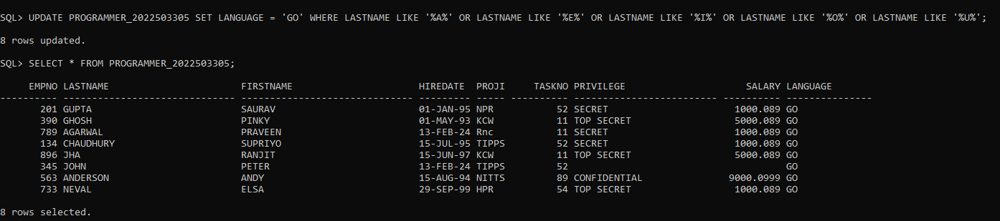 SQL> UPDATE PROGRAMMER_2022503305 SET LANGUAGE = 'GO' WHERE LASTNAME LIKE '%A%' OR LASTNAME LIKE '%E%' OR LASTNAME LIKE '%I%' OR LASTNAME LIKE '%O%' OR LASTNAME LIKE '%U%';
8 rows updated.
SQL> SELECT * FROM PROGRAMMER_2022503305;
     EMPNO LASTNAME                       FIRSTNAME                      HIREDATE  PROJI     TASKNO PRIVILEGE                     SALARY LANGUAGE
---------- ------------------------------ ------------------------------ --------- ----- ---------- ------------------------- ---------- ---------------
       201 GUPTA                          SAURAV                         01-JAN-95 NPR           52 SECRET                      1000.089 GO
       390 GHOSH                          PINKY                          01-MAY-93 KCW           11 TOP SECRET                  5000.089 GO
       789 AGARWAL                        PRAVEEN                        13-FEB-24 Rnc           11 SECRET                      1000.089 GO
       134 CHAUDHURY                      SUPRIYO                        15-JUL-95 TIPPS         52 SECRET                      1000.089 GO
       896 JHA                            RANJIT                         15-JUN-97 KCW           11 TOP SECRET                  5000.089 GO
       345 JOHN                           PETER                          13-FEB-24 TIPPS         52                                      GO
       563 ANDERSON                       ANDY                           15-AUG-94 NITTS         89 CONFIDENTIAL               9000.0999 GO
       733 NEVAL                          ELSA                           29-SEP-99 HPR           54 TOP SECRET                  1000.089 GO
8 rows selected.